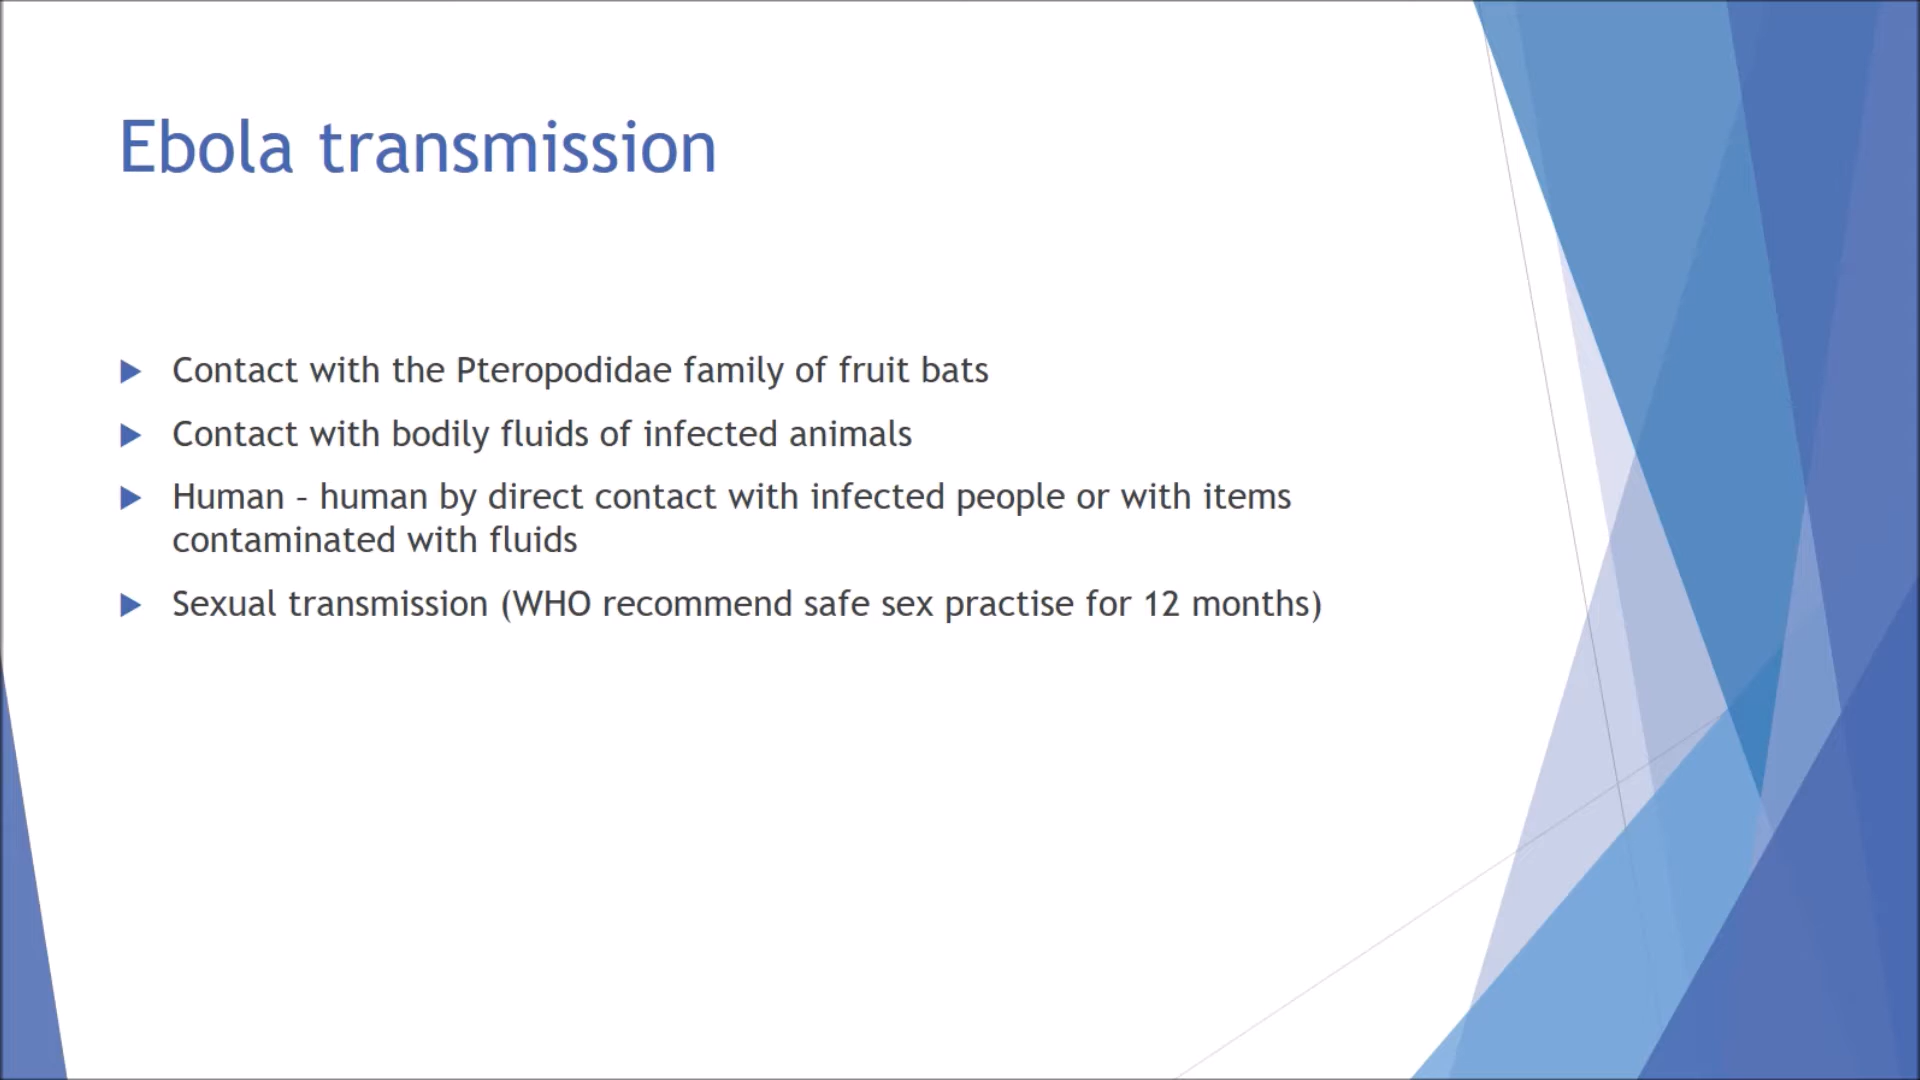 Ebola transmission
Contact with the Pteropodidae family of fruit bats
Contact with bodily fluids of infected animals
Human – human by direct contact with infected people or with items
contaminated with fluids
Sexual transmission (WHO recommend safe sex practise for 12 months)